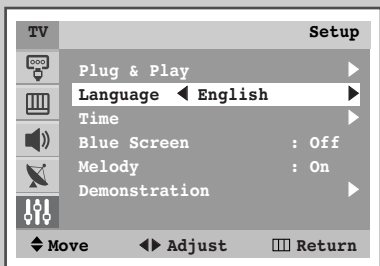 TV Setup
Plug & Play
Language ◀ English ▶
Time
Blue Screen : Off
Melody : On
Demonstration
Move Adjust Return